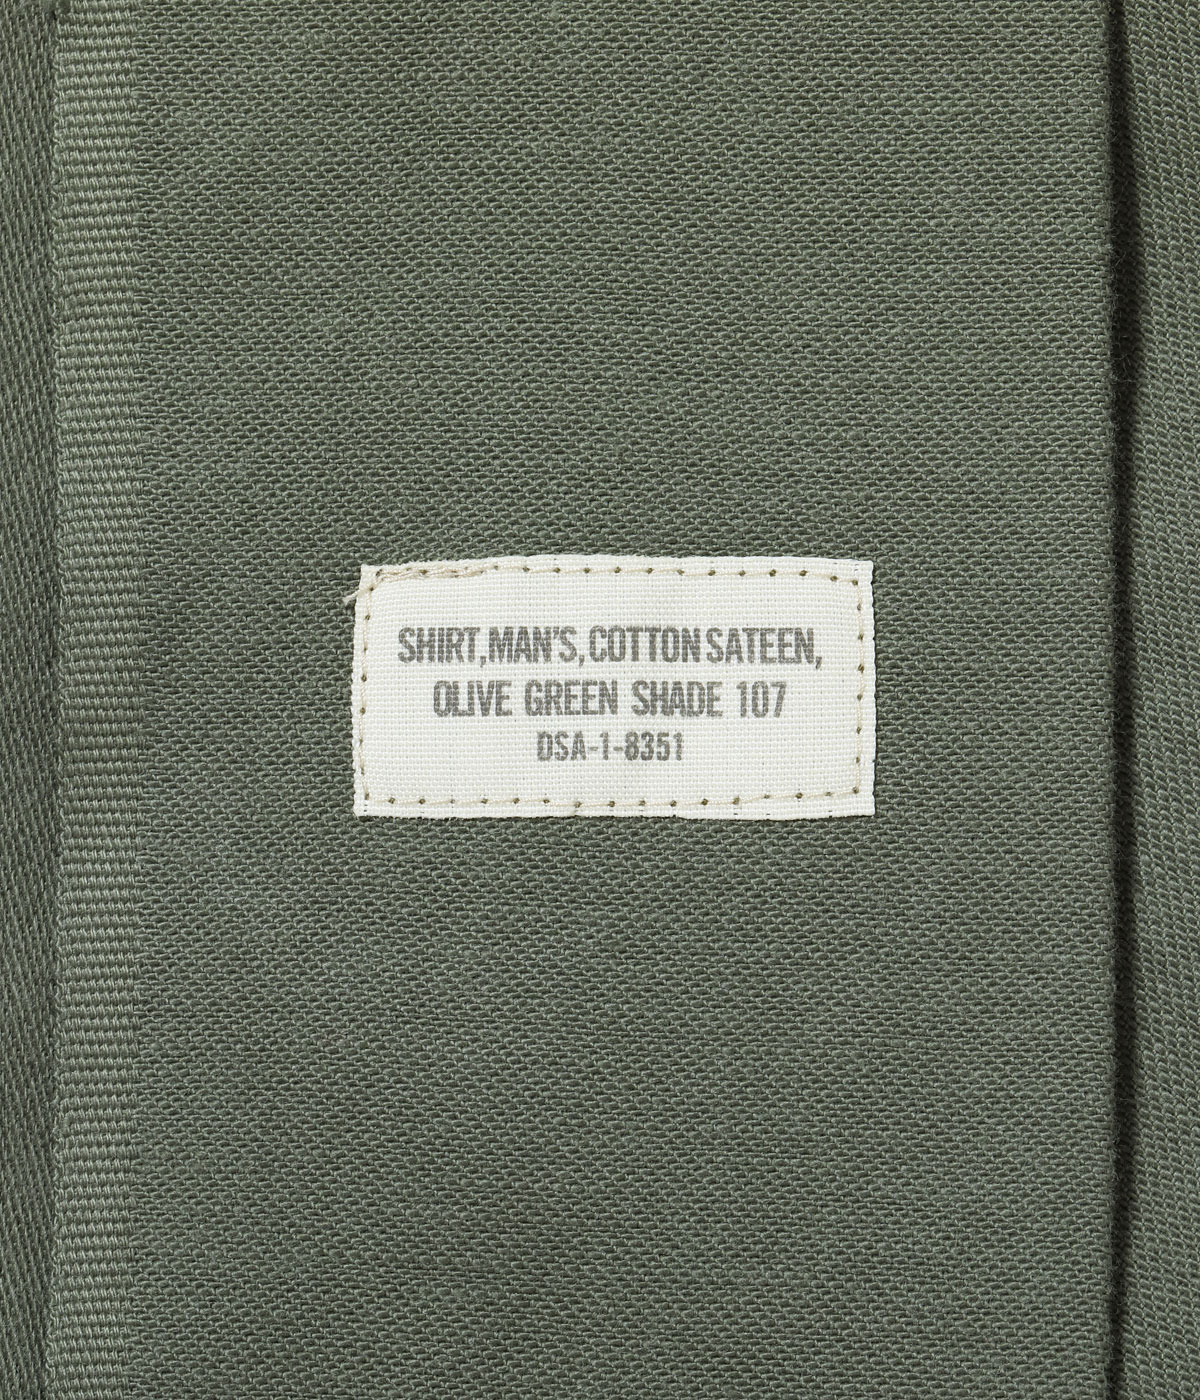 SHIRT, MAN'S, COTTON SATEEN,
OLIVE GREEN SHADE 107
DSA-1-8351